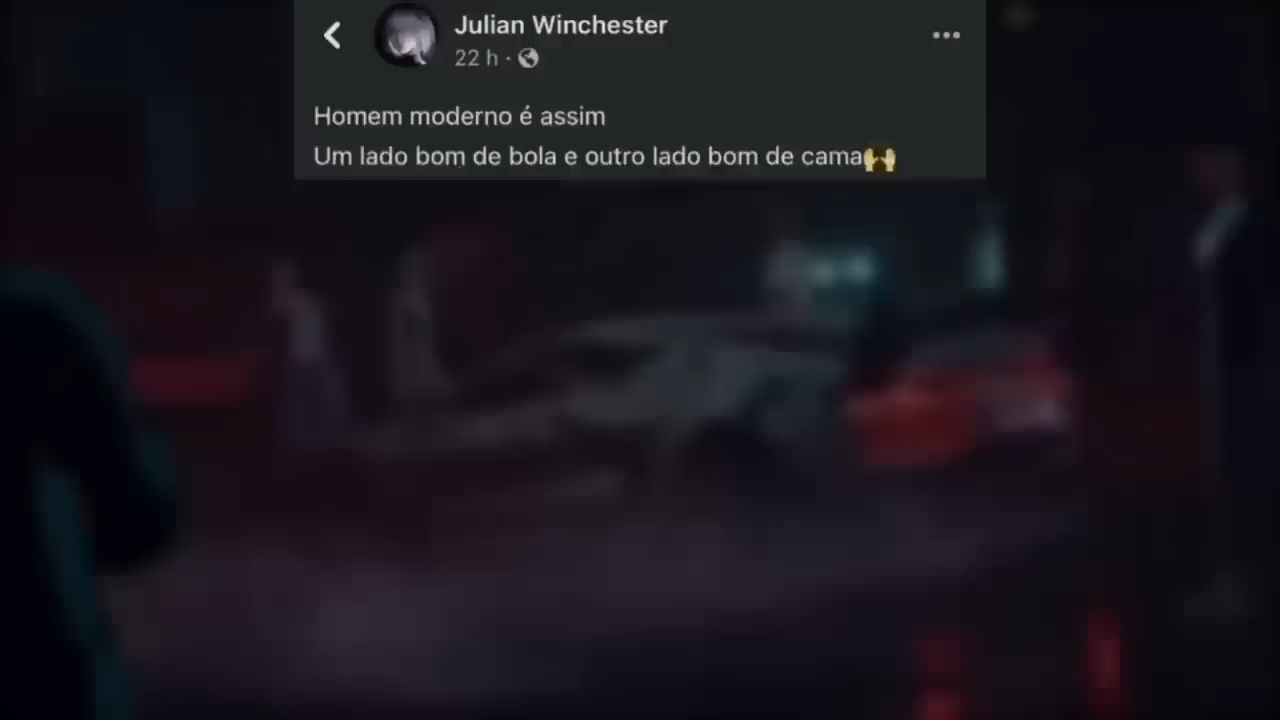 Julian Winchester
22 h ·
Homem moderno é assim
Um lado bom de bola e outro lado bom de cama🙌